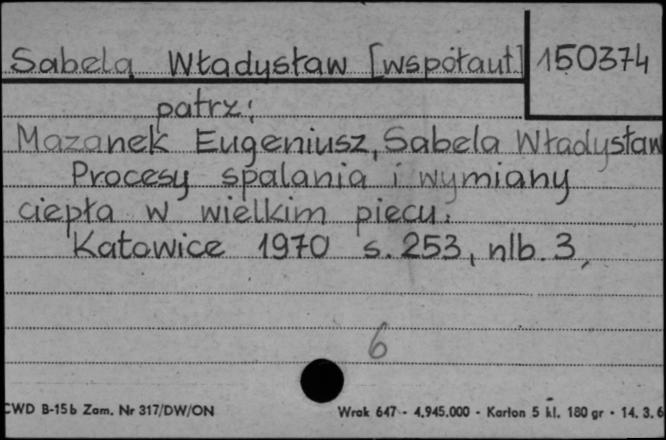 Sabela Władysław [współaut.] 150374
patrz:
Mazanek Eugeniusz, Sabela Władysław
Procesy spalania i wymiany
ciepła w wielkim piecu.
Katowice 1970 s. 253, nlb. 3,
6
CWD B-15b Zam. Nr 317/DW/ON Wrak 647 - 4.945.000 - Karton 5 kl. 180 gr - 14. 3. 6